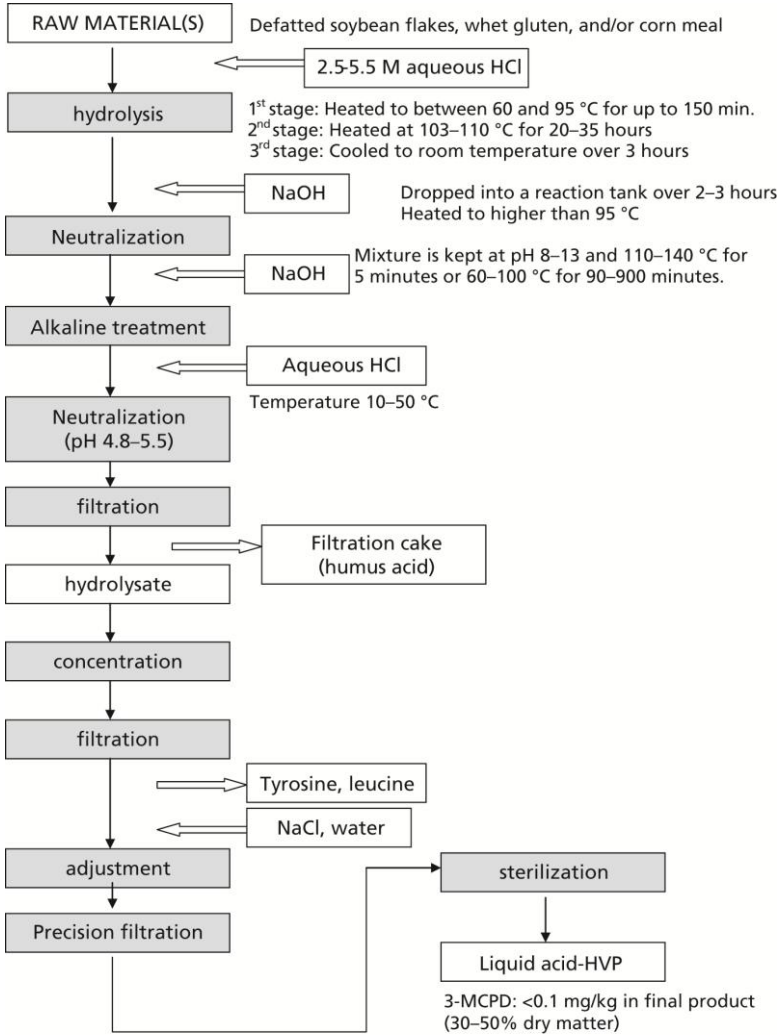 RAW MATERIAL(S)
Defatted soybean flakes, whet gluten, and/or corn meal
2.5-5.5 M aqueous HCl
hydrolysis
1st stage: Heated to between 60 and 95 °C for up to 150 min.
2nd stage: Heated at 103–110 °C for 20–35 hours
3rd stage: Cooled to room temperature over 3 hours
NaOH
Dropped into a reaction tank over 2–3 hours
Heated to higher than 95 °C
Neutralization
NaOH
Mixture is kept at pH 8–13 and 110–140 °C for
5 minutes or 60–100 °C for 90–900 minutes.
Alkaline treatment
Aqueous HCl
Temperature 10–50 °C
Neutralization
(pH 4.8–5.5)
filtration
Filtration cake
(humus acid)
hydrolysate
concentration
filtration
Tyrosine, leucine
NaCl, water
adjustment
sterilization
Precision filtration
Liquid acid-HVP
3-MCPD: <0.1 mg/kg in final product
(30–50% dry matter)